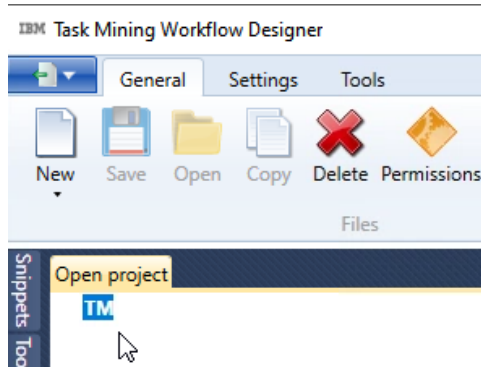 IBM Task Mining Workflow Designer
General Settings Tools
New Save Open Copy Delete Permissions
Files
Snippets
Open project
TM